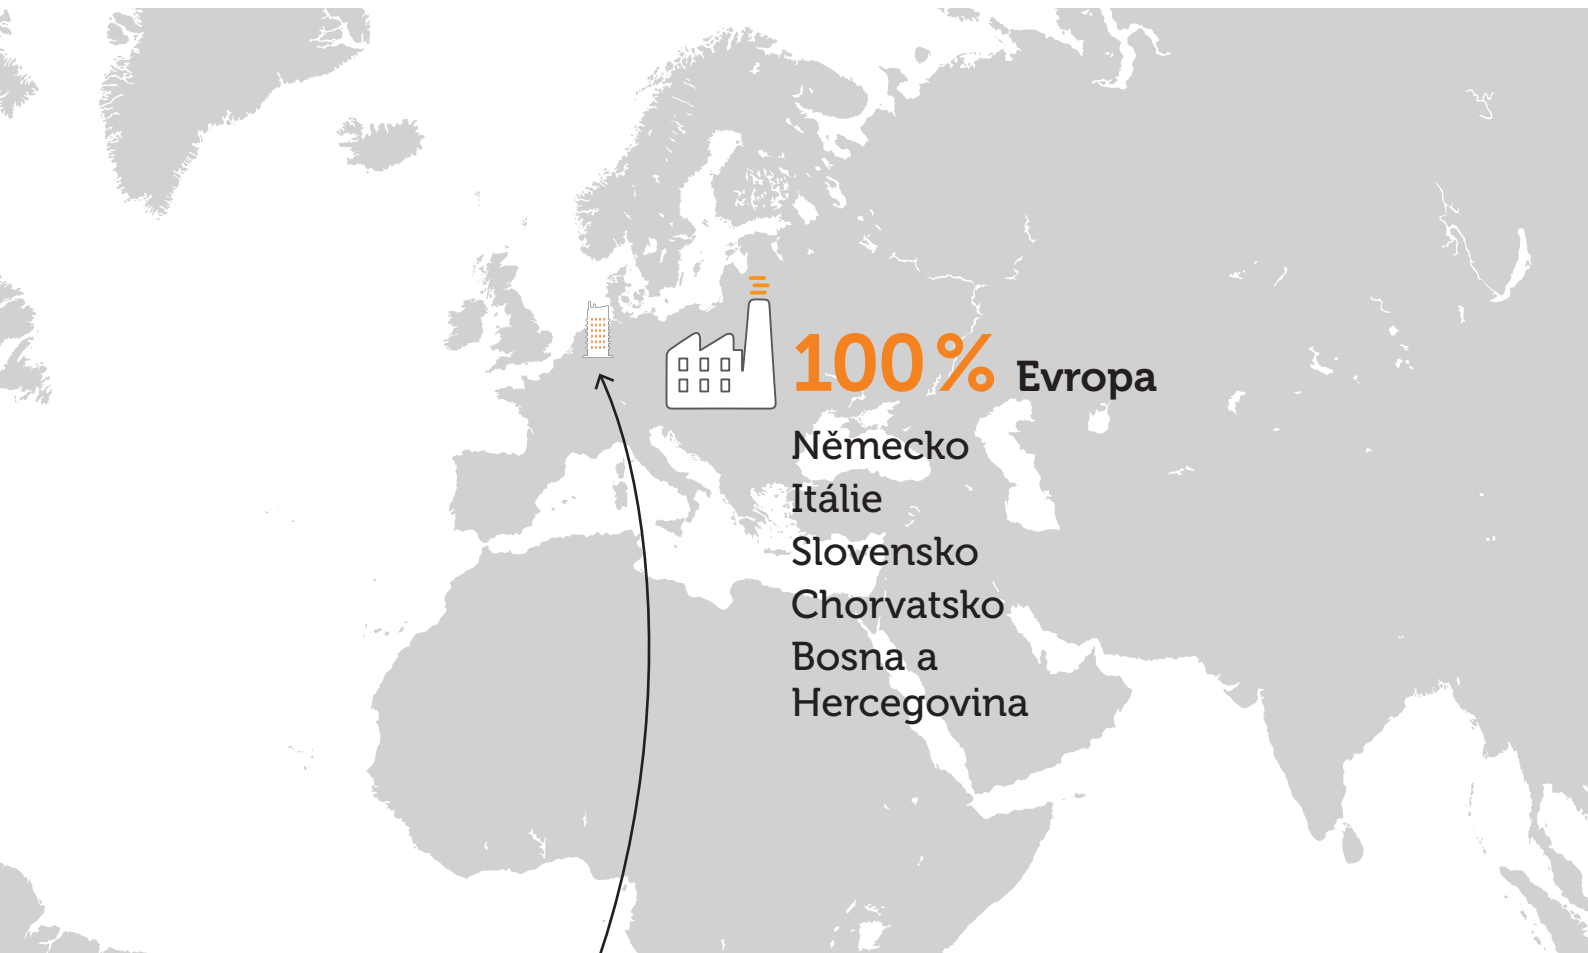 100 % Evropa
Německo
Itálie
Slovensko
Chorvatsko
Bosna a
Hercegovina